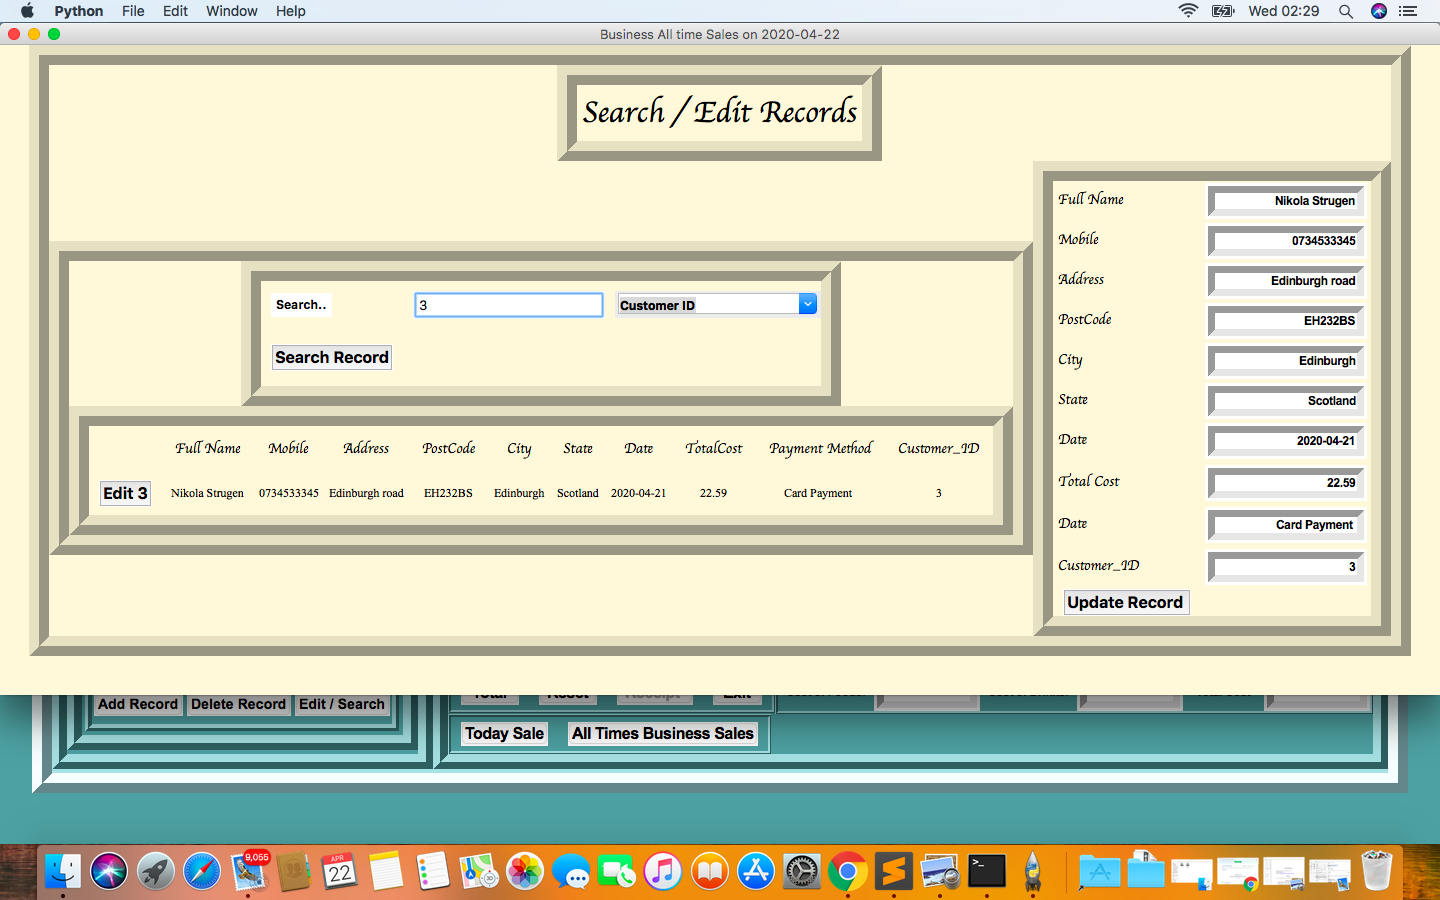 Python File Edit Window Help Wed 02:29
Business All time Sales on 2020-04-22
Search / Edit Records
Full Name Nikola Strugen
Mobile 0734533345
Address Edinburgh road
PostCode EH232BS
City Edinburgh
State Scotland
Date 2020-04-21
Total Cost 22.59
Date Card Payment
Customer_ID 3
Update Record
Search.. 3 Customer ID
Search Record
Full Name Mobile Address PostCode City State Date TotalCost Payment Method Customer_ID
Edit 3 Nikola Strugen 0734533345 Edinburgh road EH232BS Edinburgh Scotland 2020-04-21 22.59 Card Payment 3
Add Record Delete Record Edit / Search
Total Reset Receipt Exit
Today Sale All Times Business Sales
9,055
APR
22